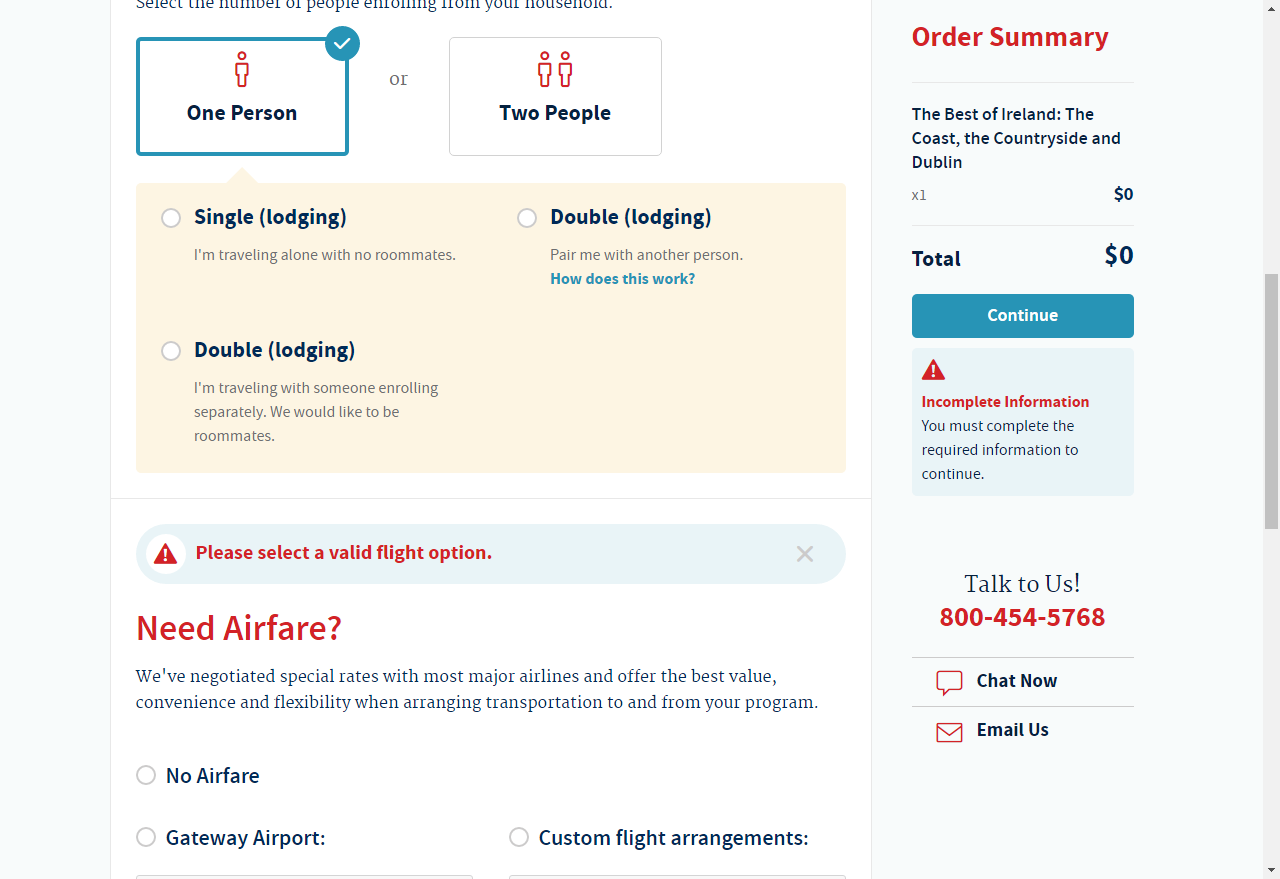 Select the number of people enrolling from your household.
One Person
or
Two People
Single (lodging)
I'm traveling alone with no roommates.
Double (lodging)
Pair me with another person.
How does this work?
Double (lodging)
I'm traveling with someone enrolling
separately. We would like to be
roommates.
Please select a valid flight option.
Need Airfare?
We've negotiated special rates with most major airlines and offer the best value,
convenience and flexibility when arranging transportation to and from your program.
No Airfare
Gateway Airport:
Custom flight arrangements:
Order Summary
The Best of Ireland: The
Coast, the Countryside and
Dublin
x1 $0
Total $0
Continue
Incomplete Information
You must complete the
required information to
continue.
Talk to Us!
800-454-5768
Chat Now
Email Us